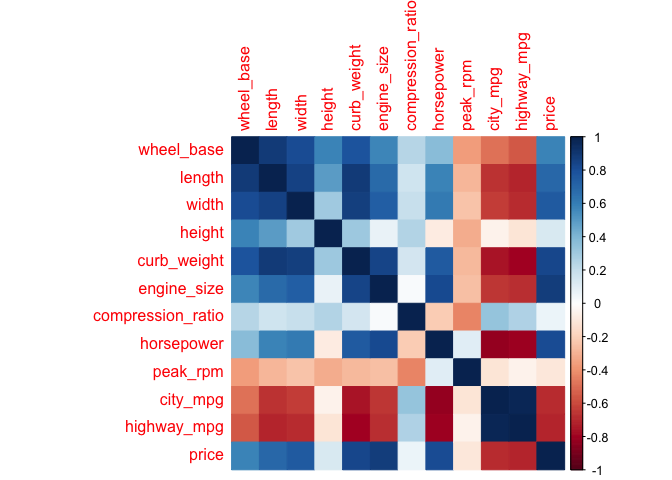 wheel_base
length
width
height
curb_weight
engine_size
compression_ratio
horsepower
peak_rpm
city_mpg
highway_mpg
price
wheel_base
length
width
height
curb_weight
engine_size
compression_ratio
horsepower
peak_rpm
city_mpg
highway_mpg
price
1
0.8
0.6
0.4
0.2
0
-0.2
-0.4
-0.6
-0.8
-1